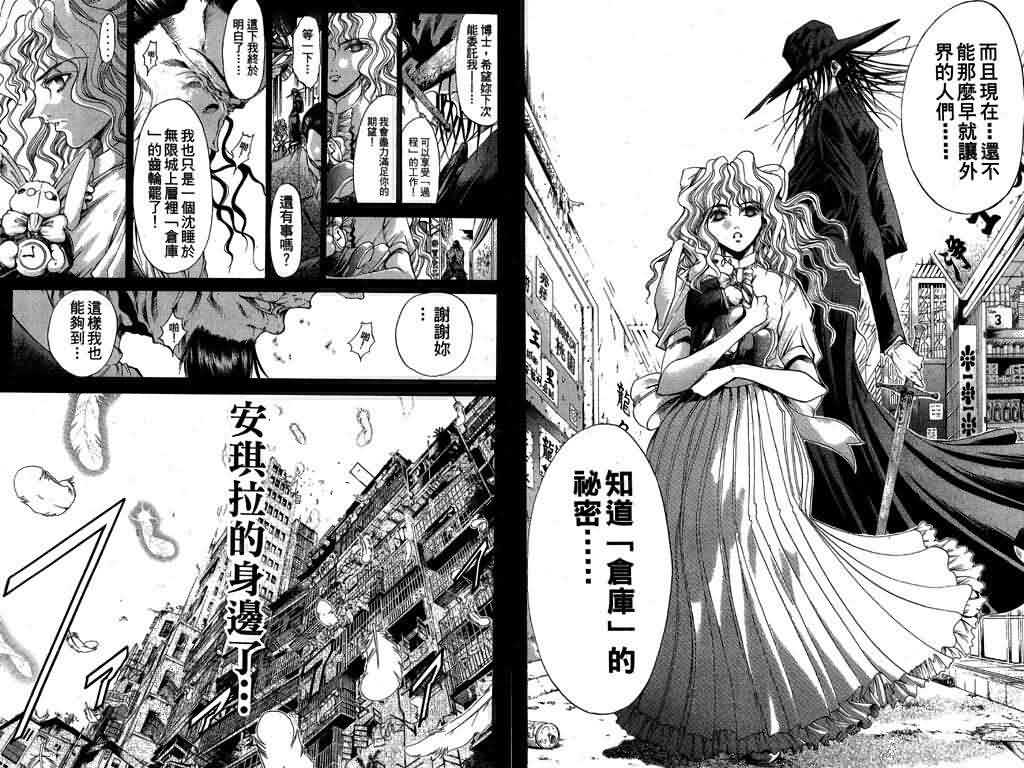 而且現在…還不
能那麼早就讓外
界的人們……
3
知道「倉庫」的
祕密……
博士，希望妳下次
能委託我——
可以享受「過
程」的工作！
我會盡力滿足你的
期望！
等一下…
還有事嗎？
這下我終於
明白了……
我也只是一個沈睡於
無限城上層裡「倉庫
」的齒輪罷了！
……
謝謝妳
…
這樣我也
能夠到…
安琪拉的身邊了…